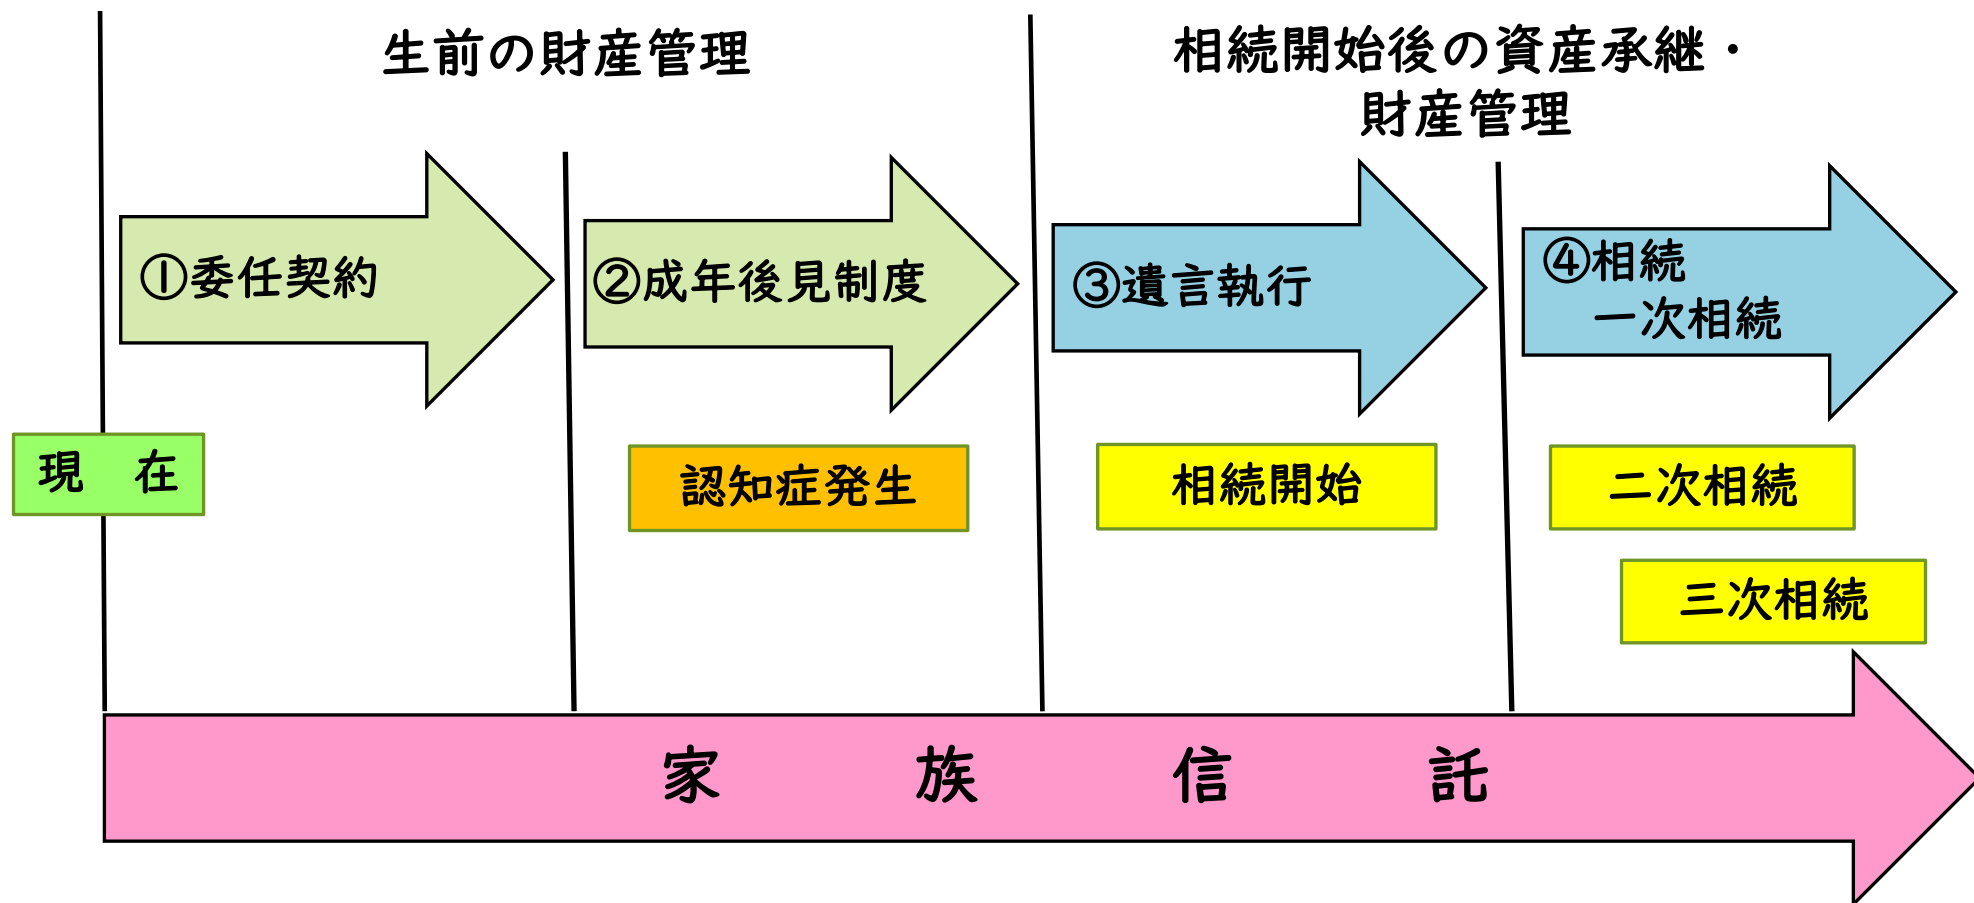 生前の財産管理
相続開始後の資産承継・
財産管理
①委任契約
②成年後見制度
③遺言執行
④相続
一次相続
現　在
認知症発生
相続開始
二次相続
三次相続
家　族　信　託